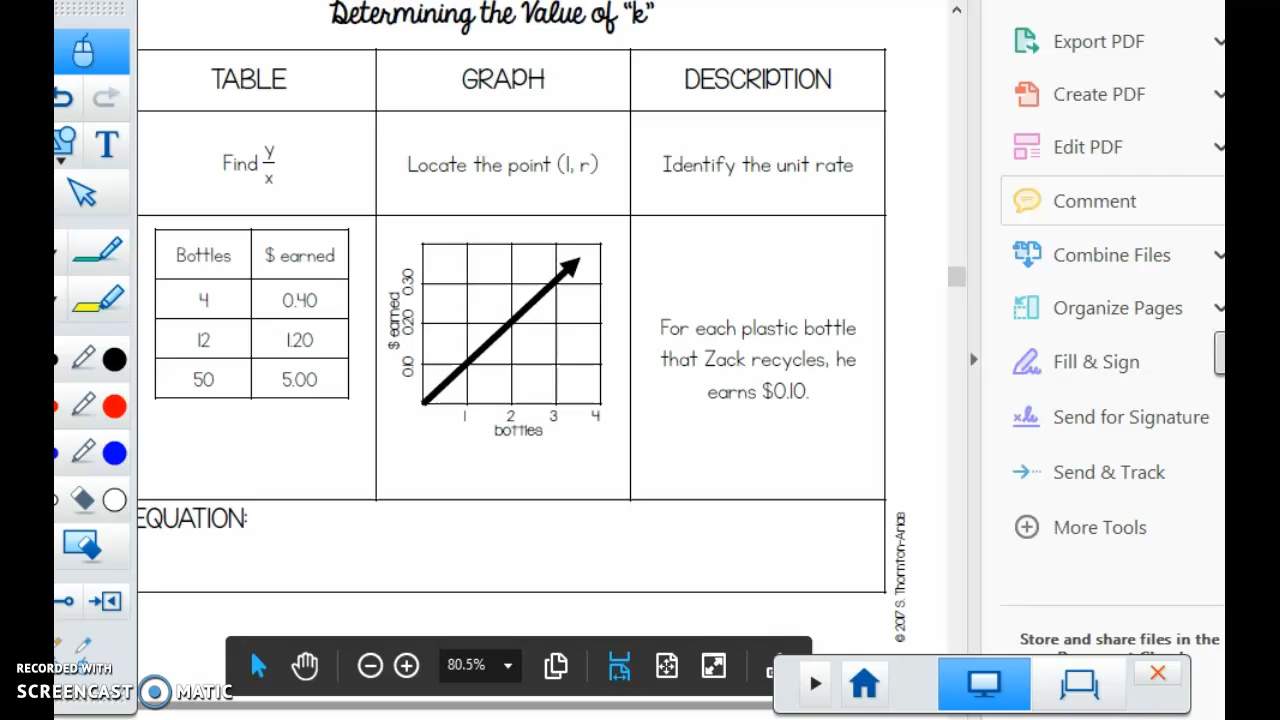 Determining the Value of "k"
TABLE
GRAPH
DESCRIPTION
Find y/x
Locate the point (1, r)
Identify the unit rate
Bottles $ earned
4 0.40
12 1.20
50 5.00
$ earned
0.30
0.20
0.10
1 2 3 4
bottles
For each plastic bottle
that Zack recycles, he
earns $0.10.
EQUATION:
© 2017 S. Thornton-Arias
T
Export PDF
Create PDF
Edit PDF
Comment
Combine Files
Organize Pages
Fill & Sign
Send for Signature
Send & Track
More Tools
Store and share files in the
80.5%
RECORDED WITH
SCREENCAST MATIC